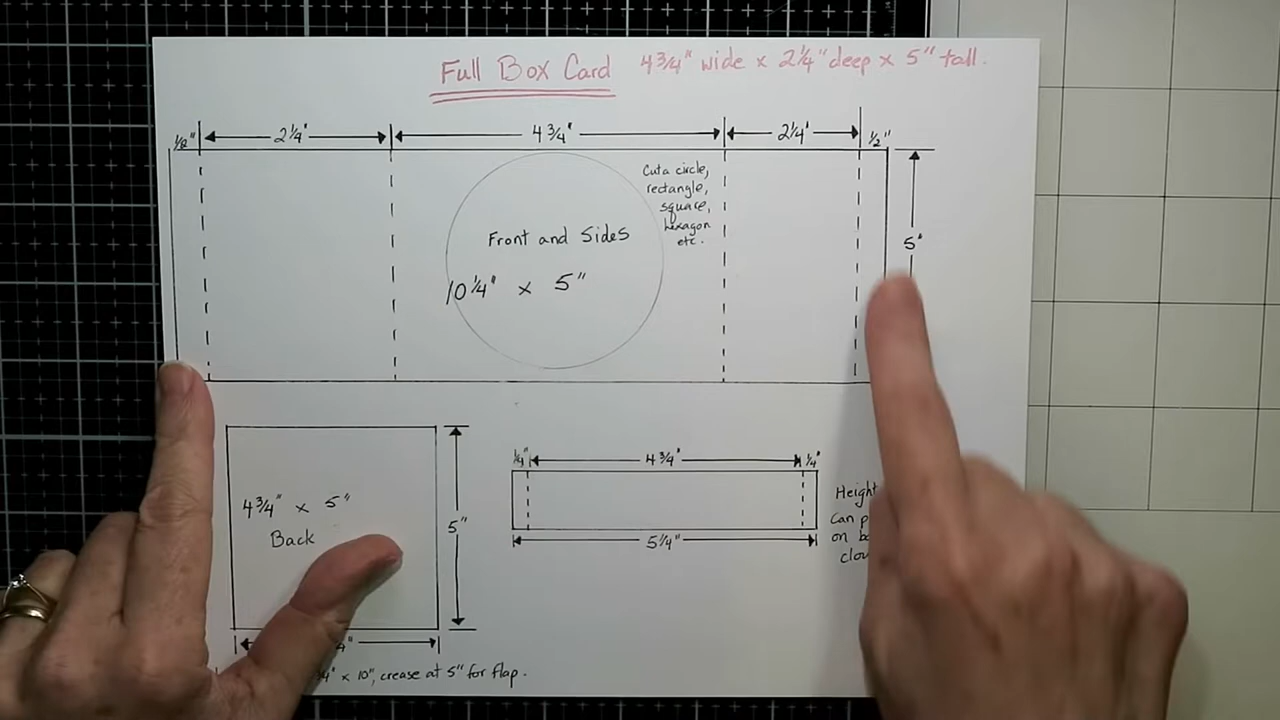 Full Box Card 4 3/4" wide x 2 1/4" deep x 5" tall.
1/2" 2 1/4" 4 3/4" 2 1/4" 1/2"
Cut a circle,
rectangle,
square,
hexagon
etc.
Front and Sides
10 1/4" x 5"
5"
4 3/4" x 5"
Back
5"
1/4" 4 3/4" 1/4"
5 1/4"
Height
can
on
x 10", crease at 5" for flap.